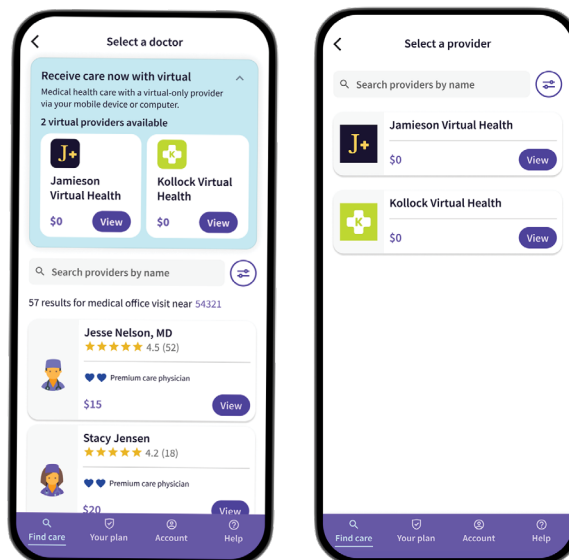 Select a doctor
Receive care now with virtual
Medical health care with a virtual-only provider
via your mobile device or computer.
2 virtual providers available
J+
Jamieson
Virtual Health
$0
View
K
Kollock Virtual
Health
$0
View
Search providers by name
57 results for medical office visit near 54321
Jesse Nelson, MD
4.5 (52)
Premium care physician
$15
View
Stacy Jensen
4.2 (18)
Premium care physician
$20
View
Find care
Your plan
Account
Help
Select a provider
Search providers by name
J+
Jamieson Virtual Health
$0
View
K
Kollock Virtual Health
$0
View
Find care
Your plan
Account
Help